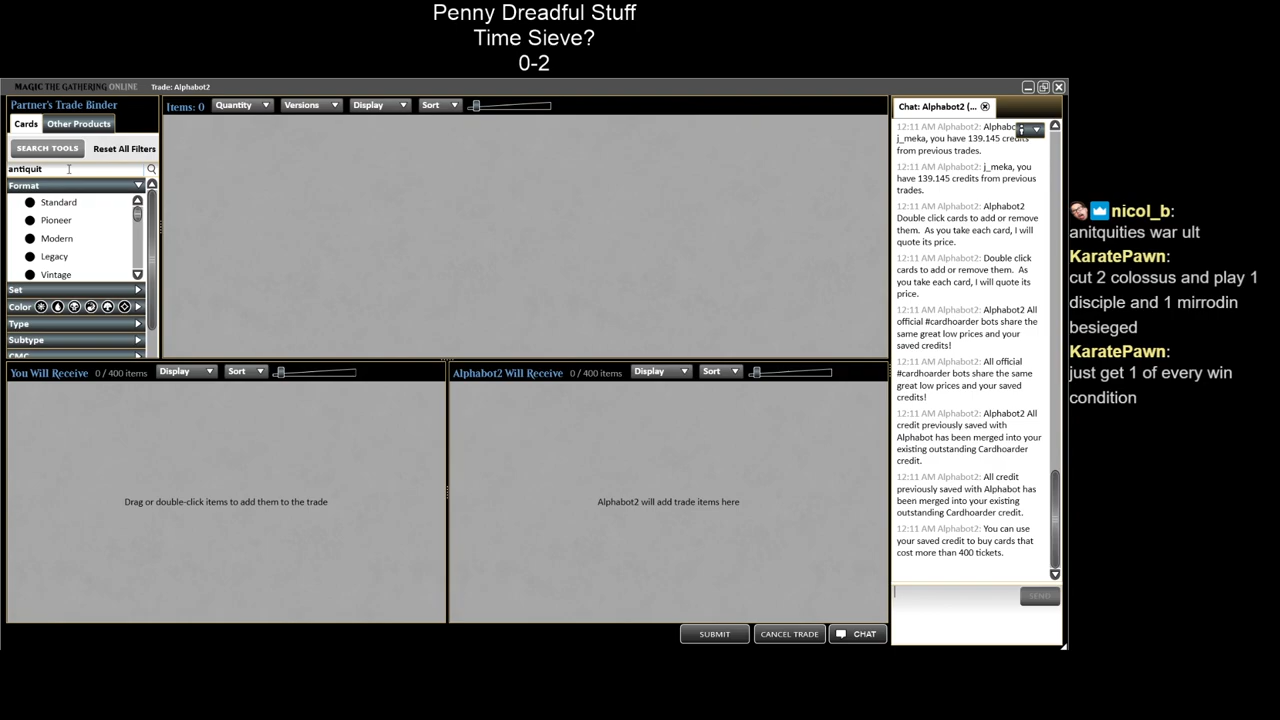 Penny Dreadful Stuff
Time Sieve?
0-2
MAGIC THE GATHERING ONLINE
Trade: Alphabot2
Partner's Trade Binder
Cards
Other Products
SEARCH TOOLS
Reset All Filters
antiquit
Format
Standard
Pioneer
Modern
Legacy
Vintage
Set
Color
Type
Subtype
CMC
Items: 0
Quantity
Versions
Display
Sort
You Will Receive
0 / 400 items
Display
Sort
Drag or double-click items to add them to the trade
Alphabot2 Will Receive
0 / 400 items
Display
Sort
Alphabot2 will add trade items here
SUBMIT
CANCEL TRADE
CHAT
Chat: Alphabot2 (...
12:11 AM Alphabot2:
j_meka, you have 139.145 credits
from previous trades.
12:11 AM Alphabot2: j_meka, you
have 139.145 credits from previous
trades.
12:11 AM Alphabot2: Alphabot2
Double click cards to add or remove
them. As you take each card, I will
quote its price.
12:11 AM Alphabot2: Double click
cards to add or remove them. As
you take each card, I will quote its
price.
12:11 AM Alphabot2: Alphabot2 All
official #cardhoarder bots share the
same great low prices and your
saved credits!
12:11 AM Alphabot2: All official
#cardhoarder bots share the same
great low prices and your saved
credits!
12:11 AM Alphabot2: Alphabot2 All
credit previously saved with
Alphabot has been merged into your
existing outstanding Cardhoarder
credit.
12:11 AM Alphabot2: All credit
previously saved with Alphabot has
been merged into your existing
outstanding Cardhoarder credit.
12:11 AM Alphabot2: You can use
your saved credit to buy cards that
cost more than 400 tickets.
SEND
nicol_b:
anitquities war ult
KaratePawn:
cut 2 colossus and play 1
disciple and 1 mirrodin
besieged
KaratePawn:
just get 1 of every win
condition